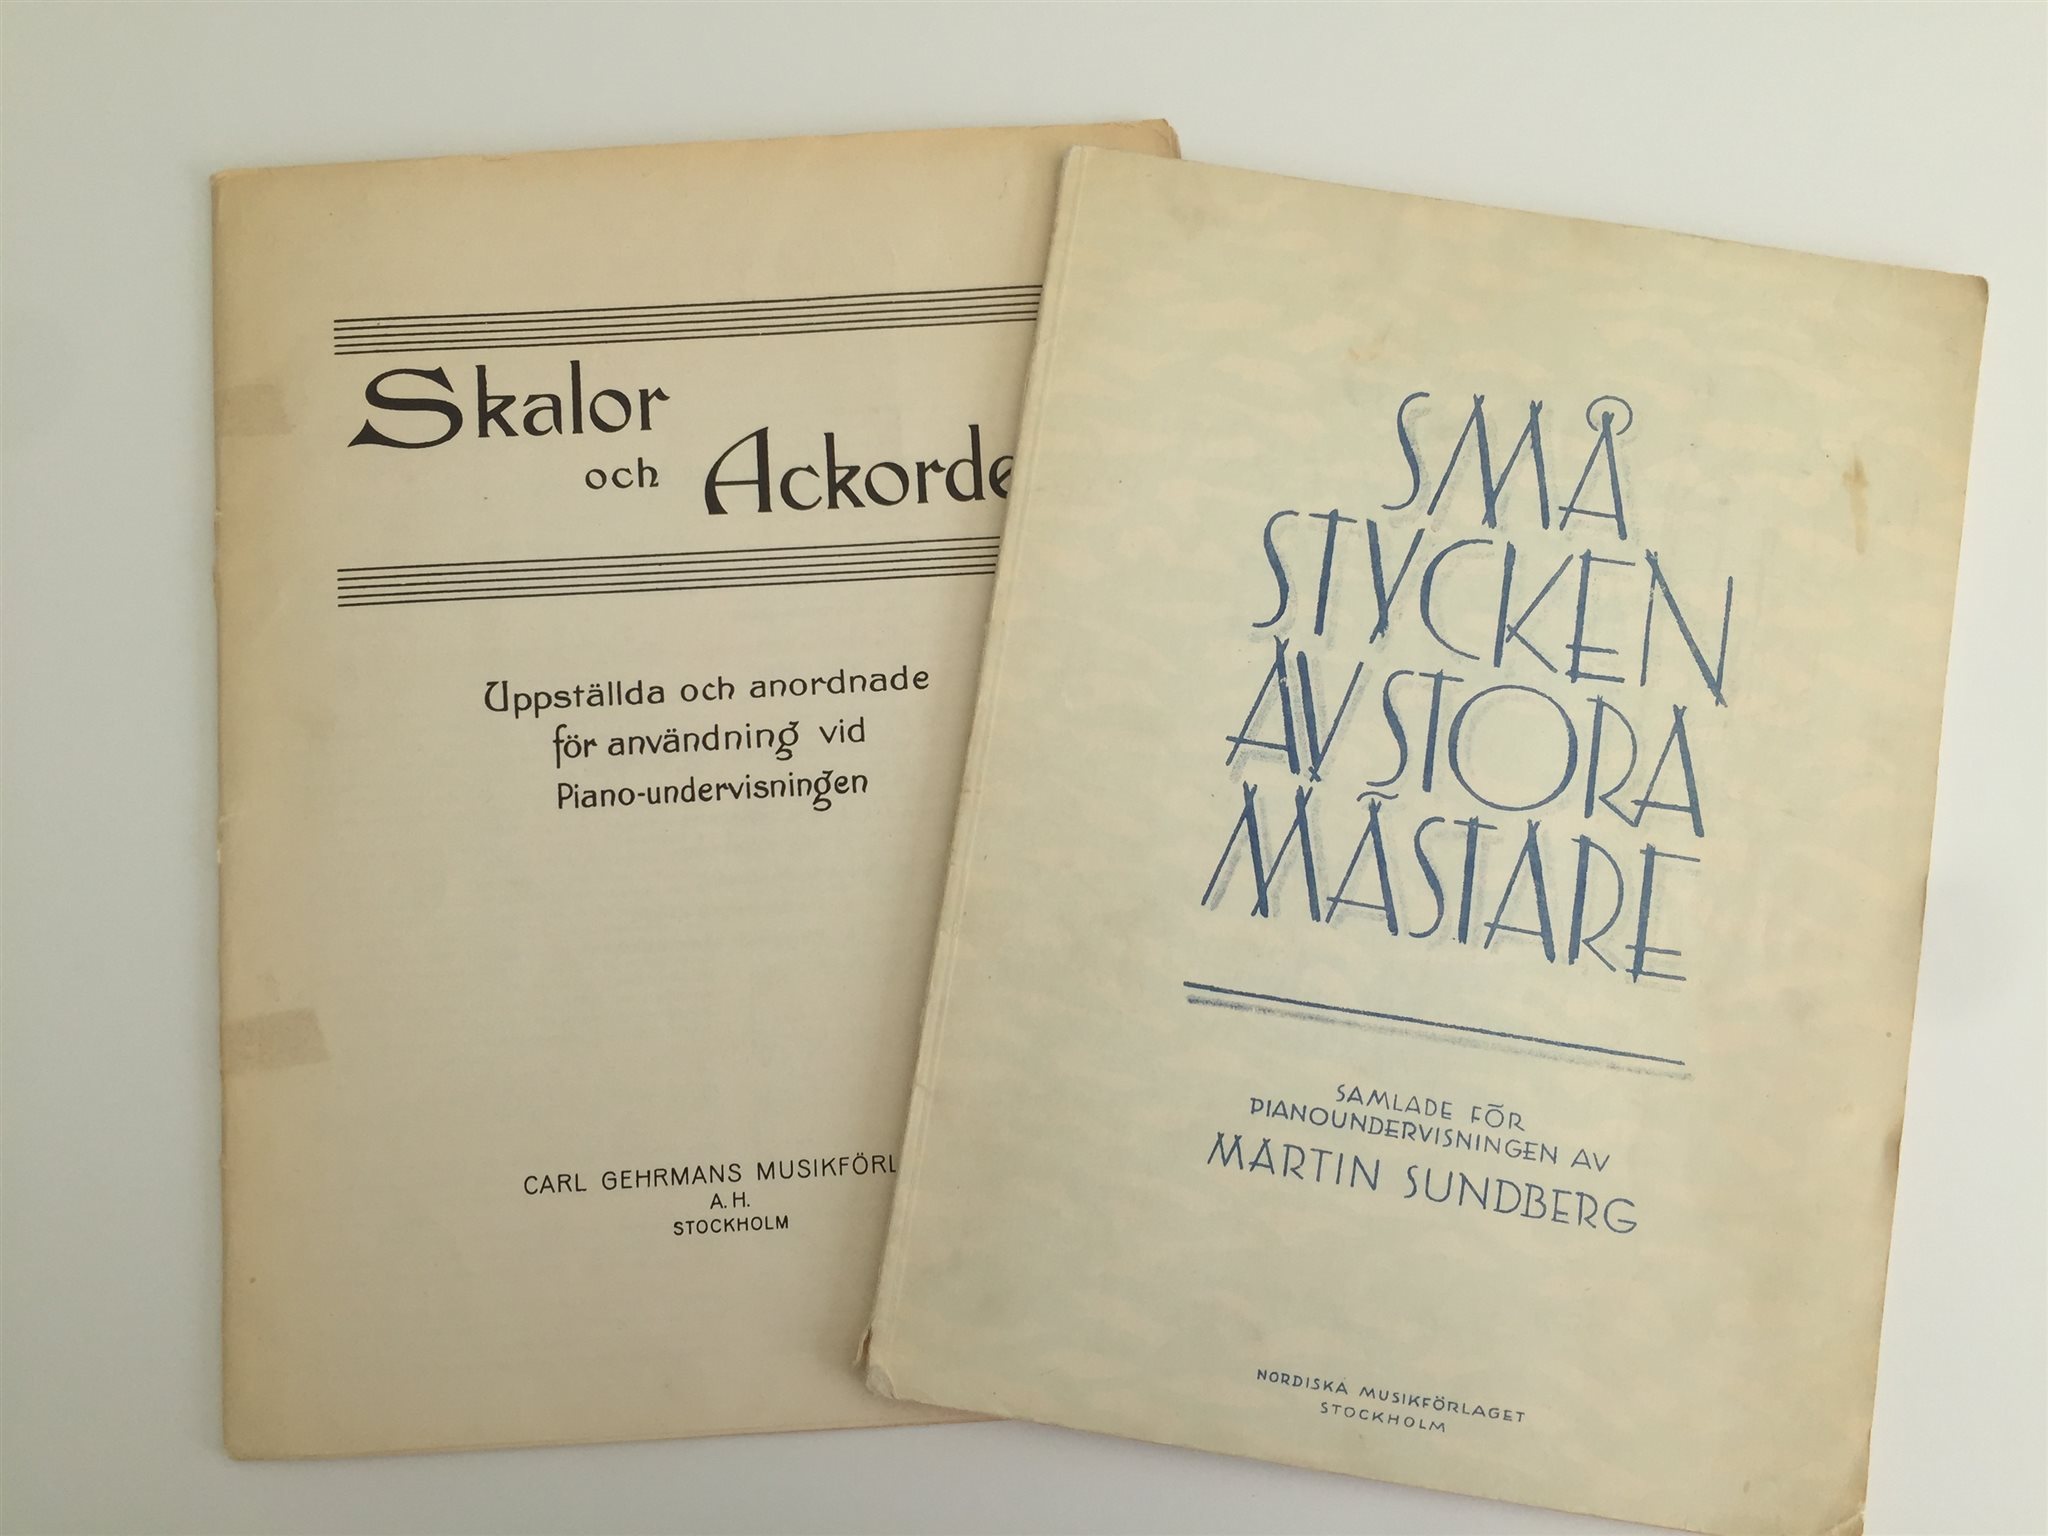 Skalor
och Ackorde
Uppställda och anordnade
för användning vid
Piano-undervisningen
CARL GEHRMANS MUSIKFÖRL
A. H.
STOCKHOLM
SMÅ
STYCKEN
AV STORA
MÄSTARE
SAMLADE FÖR
PIANOUNDERVISNINGEN AV
MARTIN SUNDBERG
NORDISKA MUSIKFÖRLAGET
STOCKHOLM